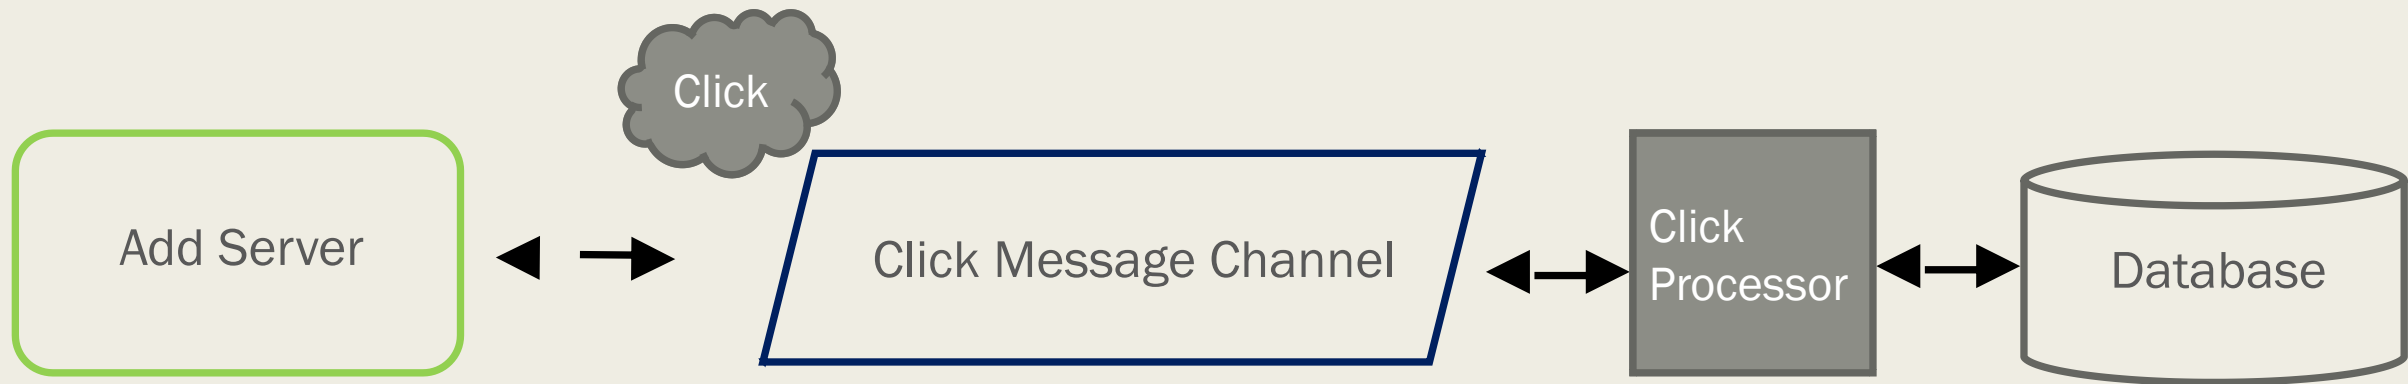 Click
Add Server
Click Message Channel
Click
Processor
Database